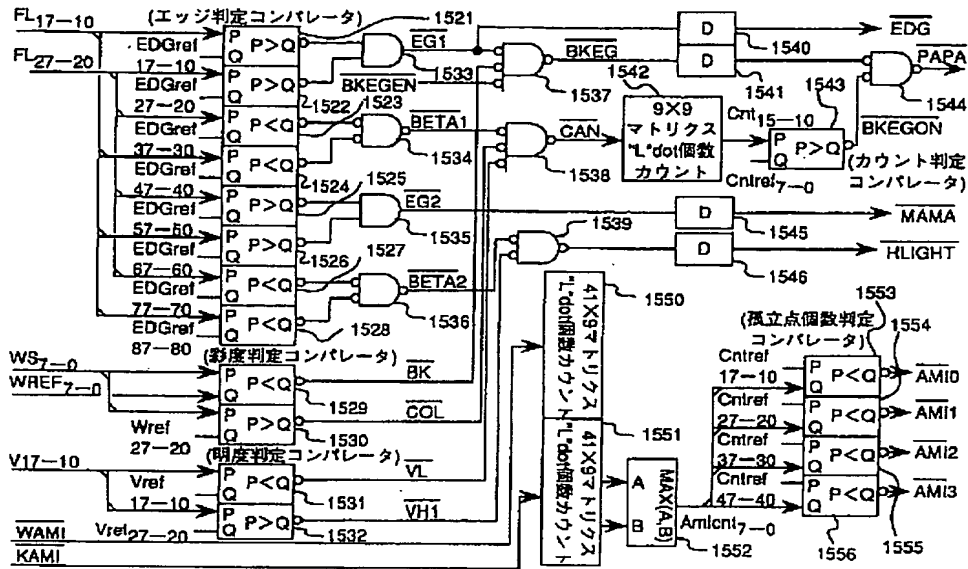 (エッジ判定コンパレータ)
1521
FL17-10
EDGref
17-10
P
Q
P>Q
EG1
1533
D
1540
EDG
FL27-20
EDGref
27-20
P
Q
P>Q
1522
BKEGEN
BKEG
1537
D
1541
PAPA
1544
EDGref
37-30
P
Q
P<Q
1523
BETA1
1534
CAN
1538
1542
9×9
マトリクス
"L"dot個数
カウント
Cnt15-10
1543
P
Q
P>Q
Cntref7-0
BKEGON
(カウント判定
コンパレータ)
EDGref
47-40
P
Q
P<Q
1524
EDGref
57-50
P
Q
P>Q
1525
EG2
1535
D
1545
MAMA
EDGref
67-60
P
Q
P>Q
1526
1539
D
1546
HLIGHT
EDGref
77-70
P
Q
P<Q
1527
BETA2
1536
EDGref
87-80
P
Q
P<Q
1528
(彩度判定コンパレータ)
WS7-0
WREF7-0
P
Q
P<Q
1529
BK
Wref
27-20
P
Q
P>Q
1530
COL
(明度判定コンパレータ)
V17-10
Vref
17-10
P
Q
P<Q
1531
VL
Vref27-20
P
Q
P>Q
1532
VH1
WAMI
KAMI
1550
41×9マトリクス
"L"dot個数カウント
1551
41×9マトリクス
"L"dot個数カウント
A
B
MAX(A,B)
1552
Amicnt7-0
(孤立点個数判定
コンパレータ)
1553
1554
Cntref
17-10
P
Q
P<Q
AMI0
Cntref
27-20
P
Q
P<Q
AMI1
Cntref
37-30
P
Q
P<Q
AMI2
Cntref
47-40
P
Q
P<Q
AMI3
1555
1556